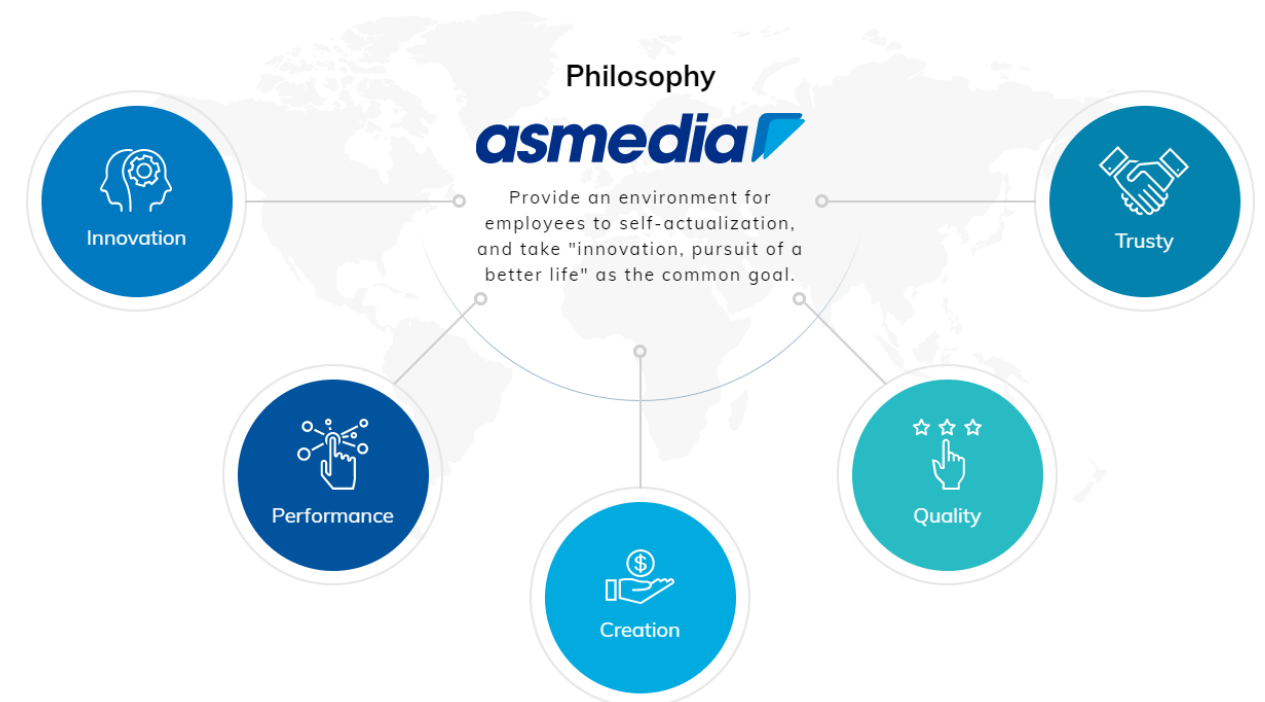 Philosophy
asmedia
Provide an environment for
employees to self-actualization,
and take "innovation, pursuit of a
better life" as the common goal.
Innovation
Trusty
Performance
Quality
$
Creation